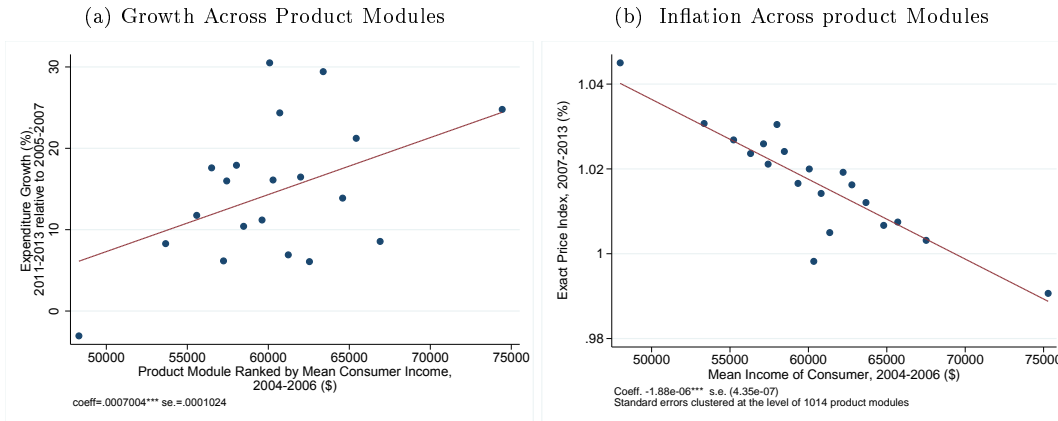 (a) Growth Across Product Modules
Expenditure Growth (%),
2011-2013 relative to 2005-2007
30
20
10
0
50000 55000 60000 65000 70000 75000
Product Module Ranked by Mean Consumer Income,
2004-2006 ($)
coeff=.0007004*** se.=.0001024
(b) Inflation Across product Modules
Exact Price Index, 2007-2013 (%)
1.04
1.02
1
.98
50000 55000 60000 65000 70000 75000
Mean Income of Consumer, 2004-2006 ($)
Coeff. -1.88e-06*** s.e. (4.35e-07)
Standard errors clustered at the level of 1014 product modules